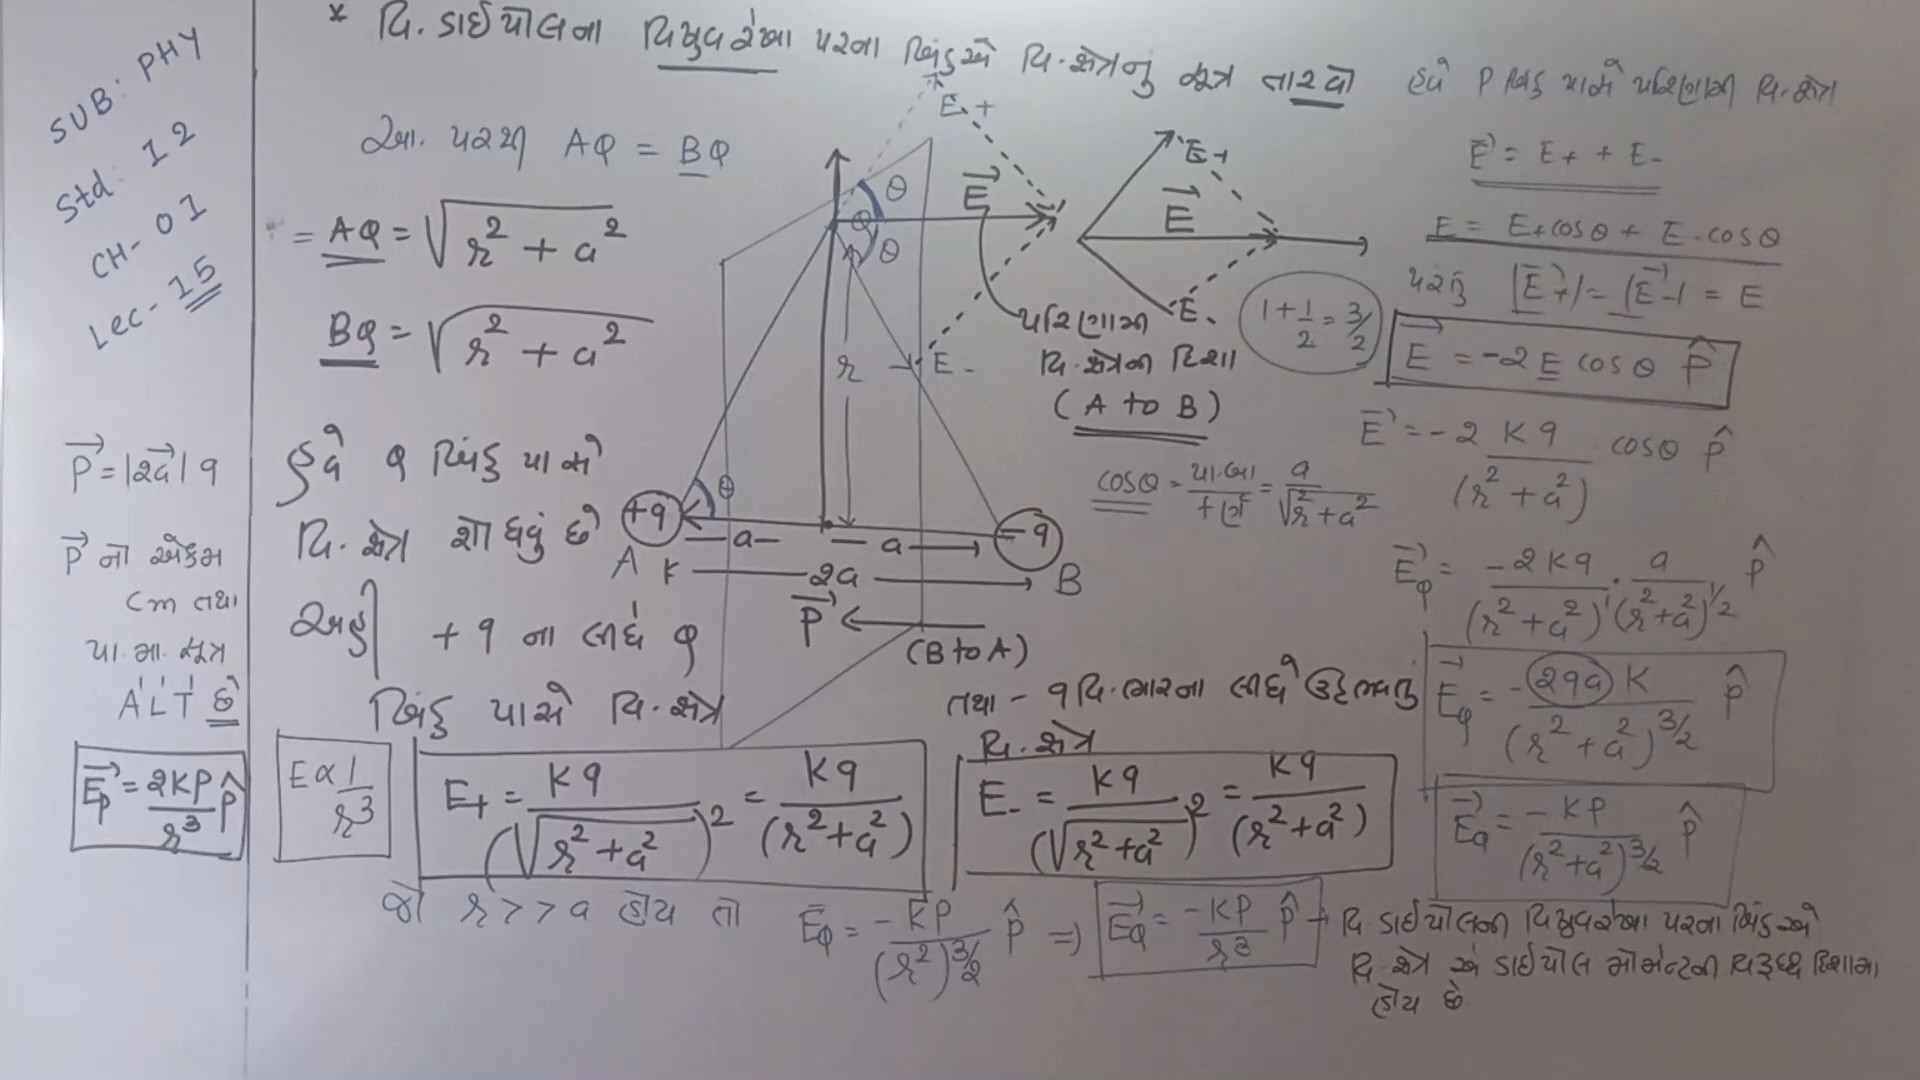 * વિ. ડાઈપોલના વિષુવરેખા પરના બિંદુએ વિ. ક્ષેત્રનું સૂત્ર તારવો
SUB: PHY
Std: 12
CH- 01
Lec- 15
P⃗ = |2a⃗| q
P⃗ નો એકમ
Cm તથા
પા.મા. સૂત્ર
A¹L¹T¹ છે
E⃗p = 2KP/r³ P̂
આ. પરથી AQ = BQ
= AQ = √(r² + a²)
BQ = √(r² + a²)
હવે Q બિંદુ પાસે
વિ. ક્ષેત્ર શોધવું છે
અહીં +q ના લીધે Q
બિંદુ પાસે વિ. ક્ષેત્ર
E ∝ 1/r³
E+ = Kq/(√(r²+a²))² = Kq/(r²+a²)
E+
θ
Q
θ
E⃗
r
E-
θ
+q
-q
A
a
a
B
2a
P⃗
(B to A)
E+
E⃗
E-
પરિણામી
વિ. ક્ષેત્રની દિશા
(A to B)
1 + 1/2 = 3/2
cosθ = પા.બા/કર્ણ = a/√(r²+a²)
તથા -q વિ.ભારના લીધે ઉદ્દભવતું
વિ. ક્ષેત્ર
E- = Kq/(√(r²+a²))² = Kq/(r²+a²)
હવે P બિંદુ પાસે પરિણામી વિ. ક્ષેત્ર
E⃗ = E+ + E-
E = E+cosθ + E-cosθ
પરંતુ |E⃗+| = |E⃗-| = E
E⃗ = -2 E cosθ P̂
E⃗ = -2 Kq/(r²+a²) cosθ P̂
E⃗Q = -2Kq/(r²+a²)¹ · a/(r²+a²)^1/2 P̂
E⃗Q = -2qaK/(r²+a²)^3/2 P̂
E⃗Q = -KP/(r²+a²)^3/2 P̂
જો r >> a હોય તો E⃗Q = -KP/(r²)^3/2 P̂ ⇒ E⃗Q = -KP/r³ P̂ → વિ ડાઈપોલની વિષુવરેખા પરના બિંદુએ
વિ. ક્ષેત્ર એ ડાઈપોલ મોમેન્ટની વિરૂધ્ધ દિશામાં
હોય છે